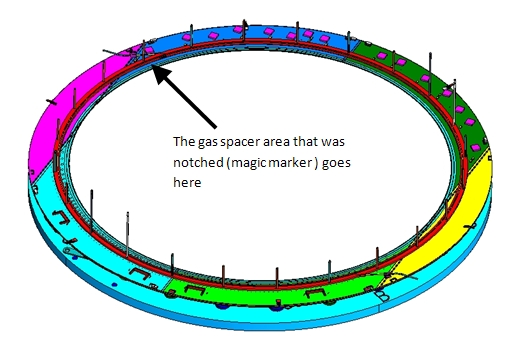 The gas spacer area that was
notched (magic marker ) goes
here